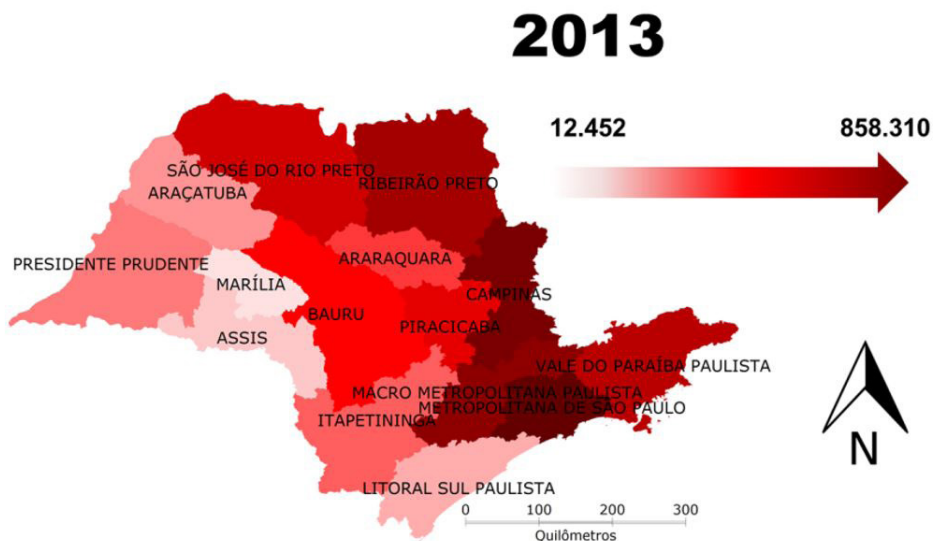 2013
12.452
858.310
SÃO JOSÉ DO RIO PRETO
RIBEIRÃO PRETO
ARAÇATUBA
PRESIDENTE PRUDENTE
ARARAQUARA
MARÍLIA
CAMPINAS
BAURU
PIRACICABA
ASSIS
VALE DO PARAÍBA PAULISTA
MACRO METROPOLITANA PAULISTA
METROPOLITANA DE SÃO PAULO
ITAPETININGA
N
LITORAL SUL PAULISTA
0 100 200 300
Quilômetros